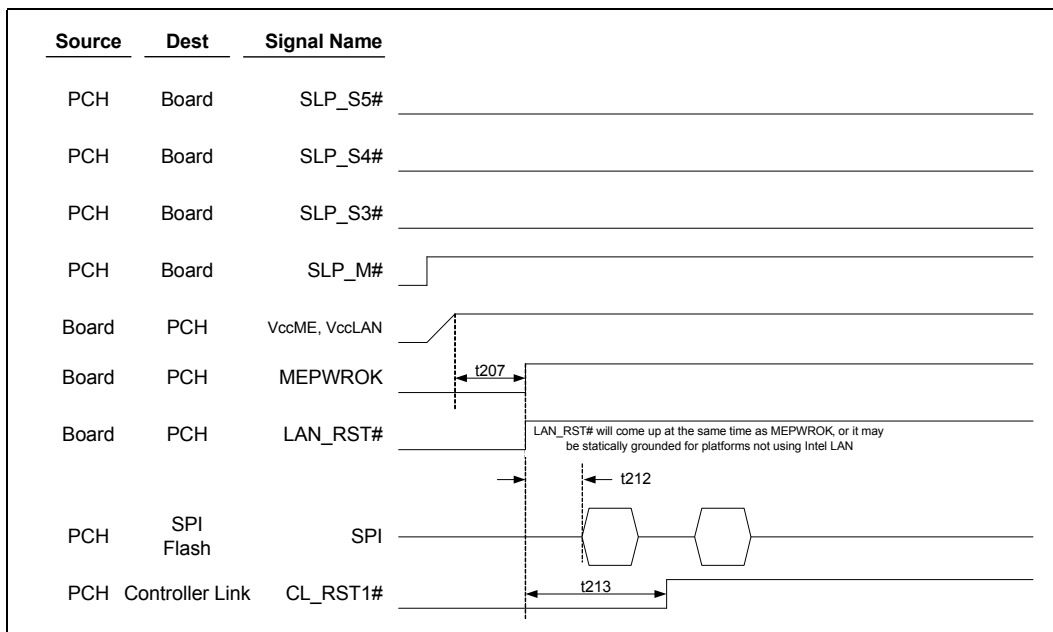 Source Dest Signal Name
PCH Board SLP_S5#
PCH Board SLP_S4#
PCH Board SLP_S3#
PCH Board SLP_M#
Board PCH VccME, VccLAN
Board PCH MEPWROK t207
Board PCH LAN_RST# LAN_RST# will come up at the same time as MEPWROK, or it may
be statically grounded for platforms not using Intel LAN
t212
PCH SPI
Flash SPI
PCH Controller Link CL_RST1# t213